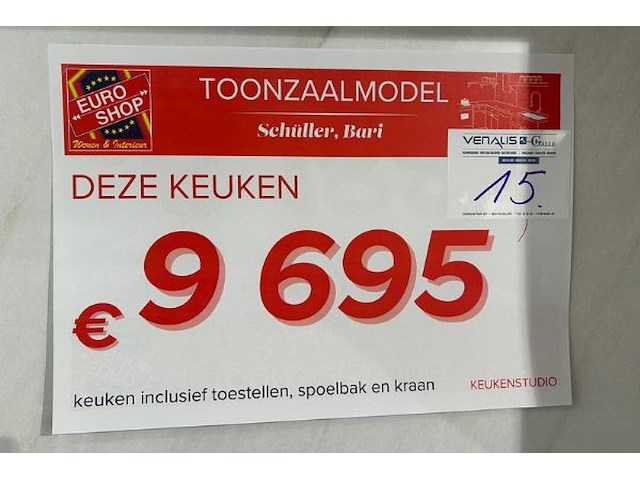 EURO
SHOP
Wonen & Interieur
TOONZAALMODEL
Schüller, Bari
VENALIS
15.
DEZE KEUKEN
€ 9 695
keuken inclusief toestellen, spoelbak en kraan
KEUKENSTUDIO